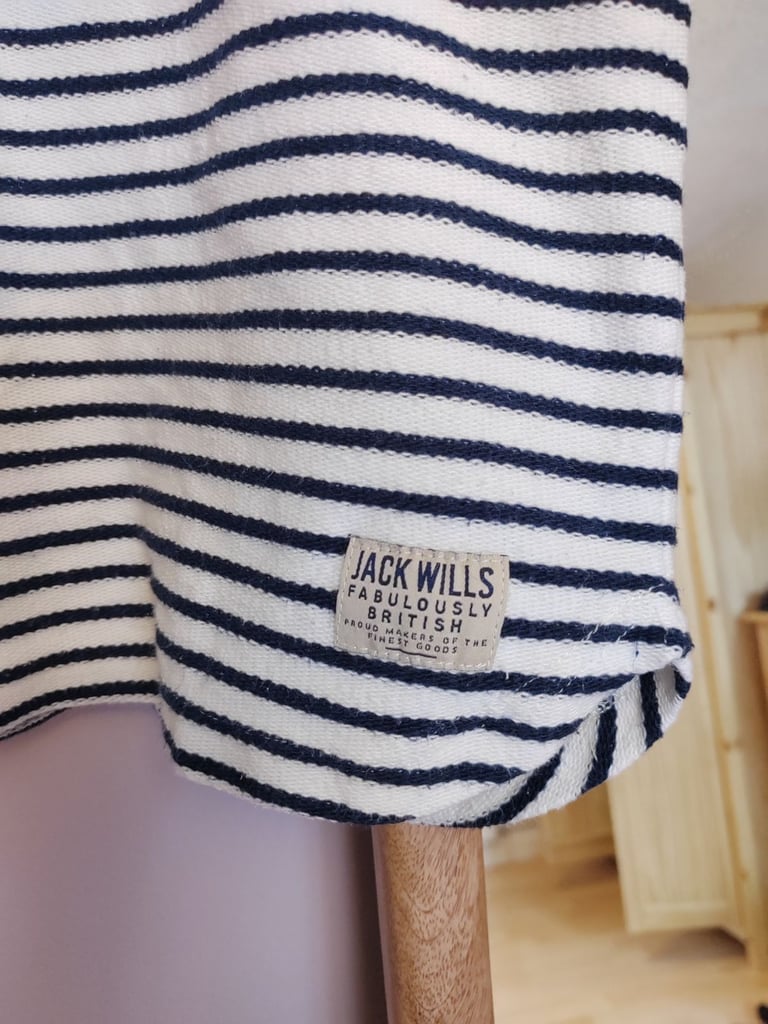 JACK WILLS
FABULOUSLY
BRITISH
PROUD MAKERS OF THE
FINEST GOODS